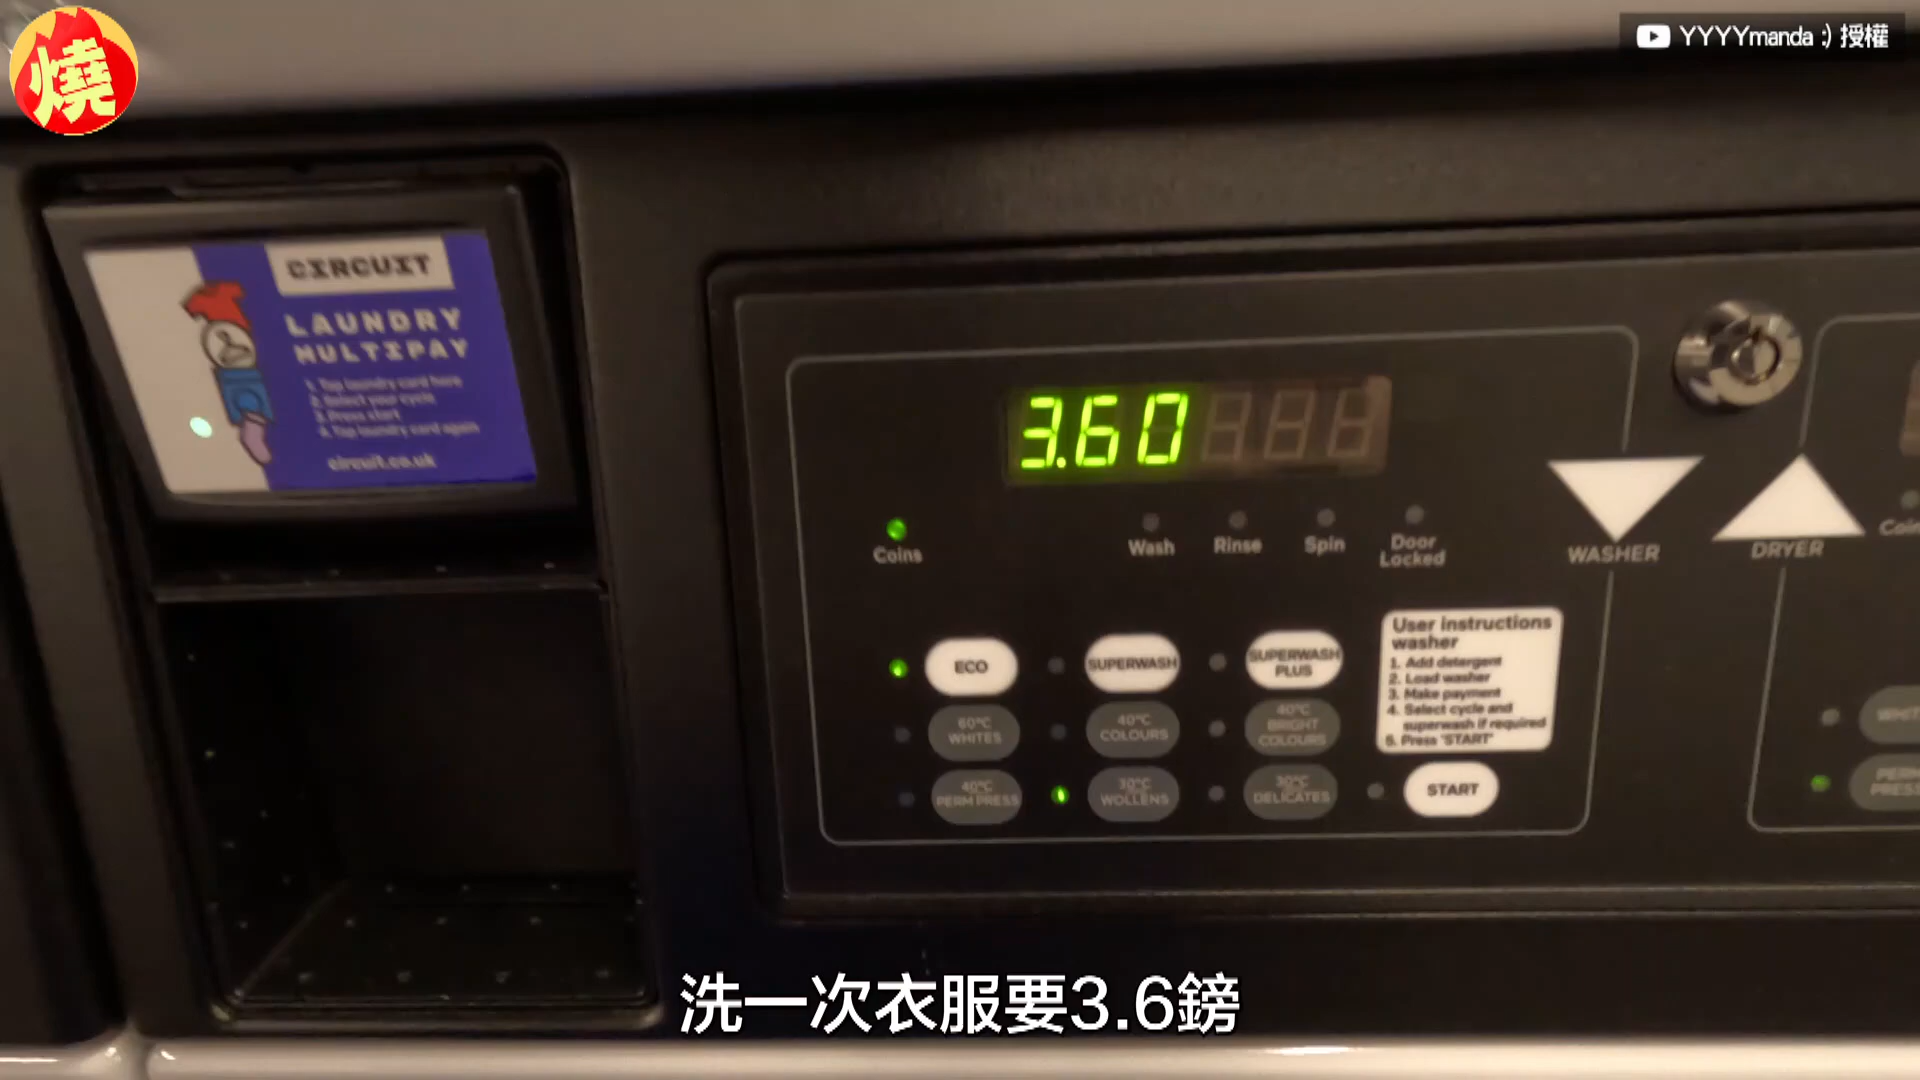 燒
YYYYmanda :) 授權
CIRCUIT
LAUNDRY
MULTIPAY
1. Tap laundry card here
2. Select your cycle
3. Press start
4. Tap laundry card again
circuit.co.uk
3.60
Coins
Wash
Rinse
Spin
Door
Locked
WASHER
DRYER
ECO
SUPERWASH
SUPERWASH
PLUS
60°C
WHITES
40°C
COLOURS
40°C
BRIGHT
COLOURS
40°C
PERM PRESS
30°C
WOLLENS
30°C
DELICATES
START
User instructions
washer
1. Add detergent
2. Load washer
3. Make payment
4. Select cycle and
superwash if required
5. Press 'START'
PERM
PRESS
洗一次衣服要3.6鎊